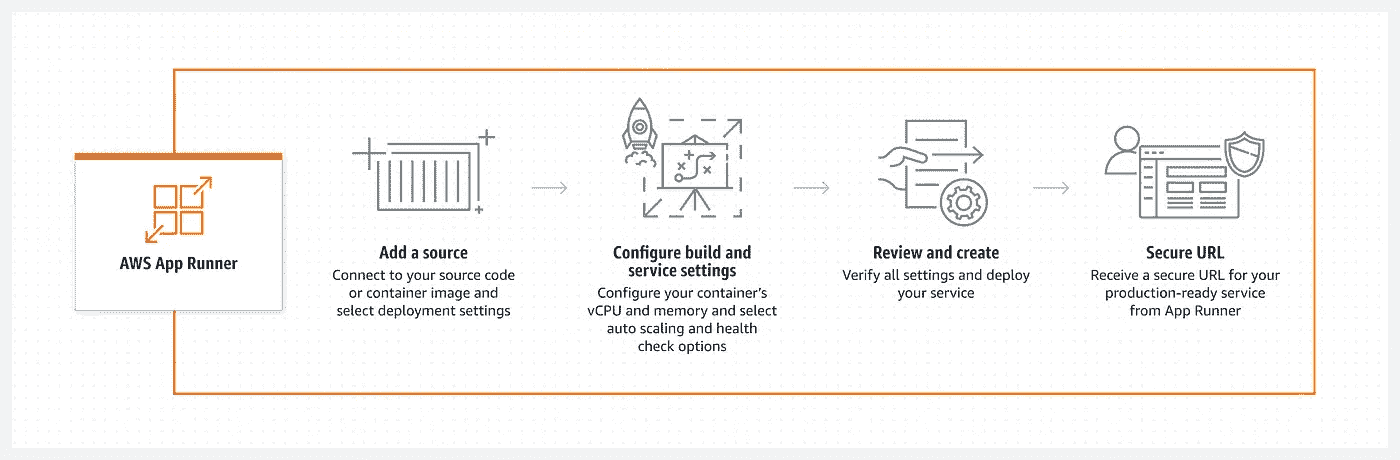 AWS App Runner
Add a source
Connect to your source code
or container image and
select deployment settings
Configure build and
service settings
Configure your container's
vCPU and memory and select
auto scaling and health
check options
Review and create
Verify all settings and deploy
your service
Secure URL
Receive a secure URL for your
production-ready service
from App Runner